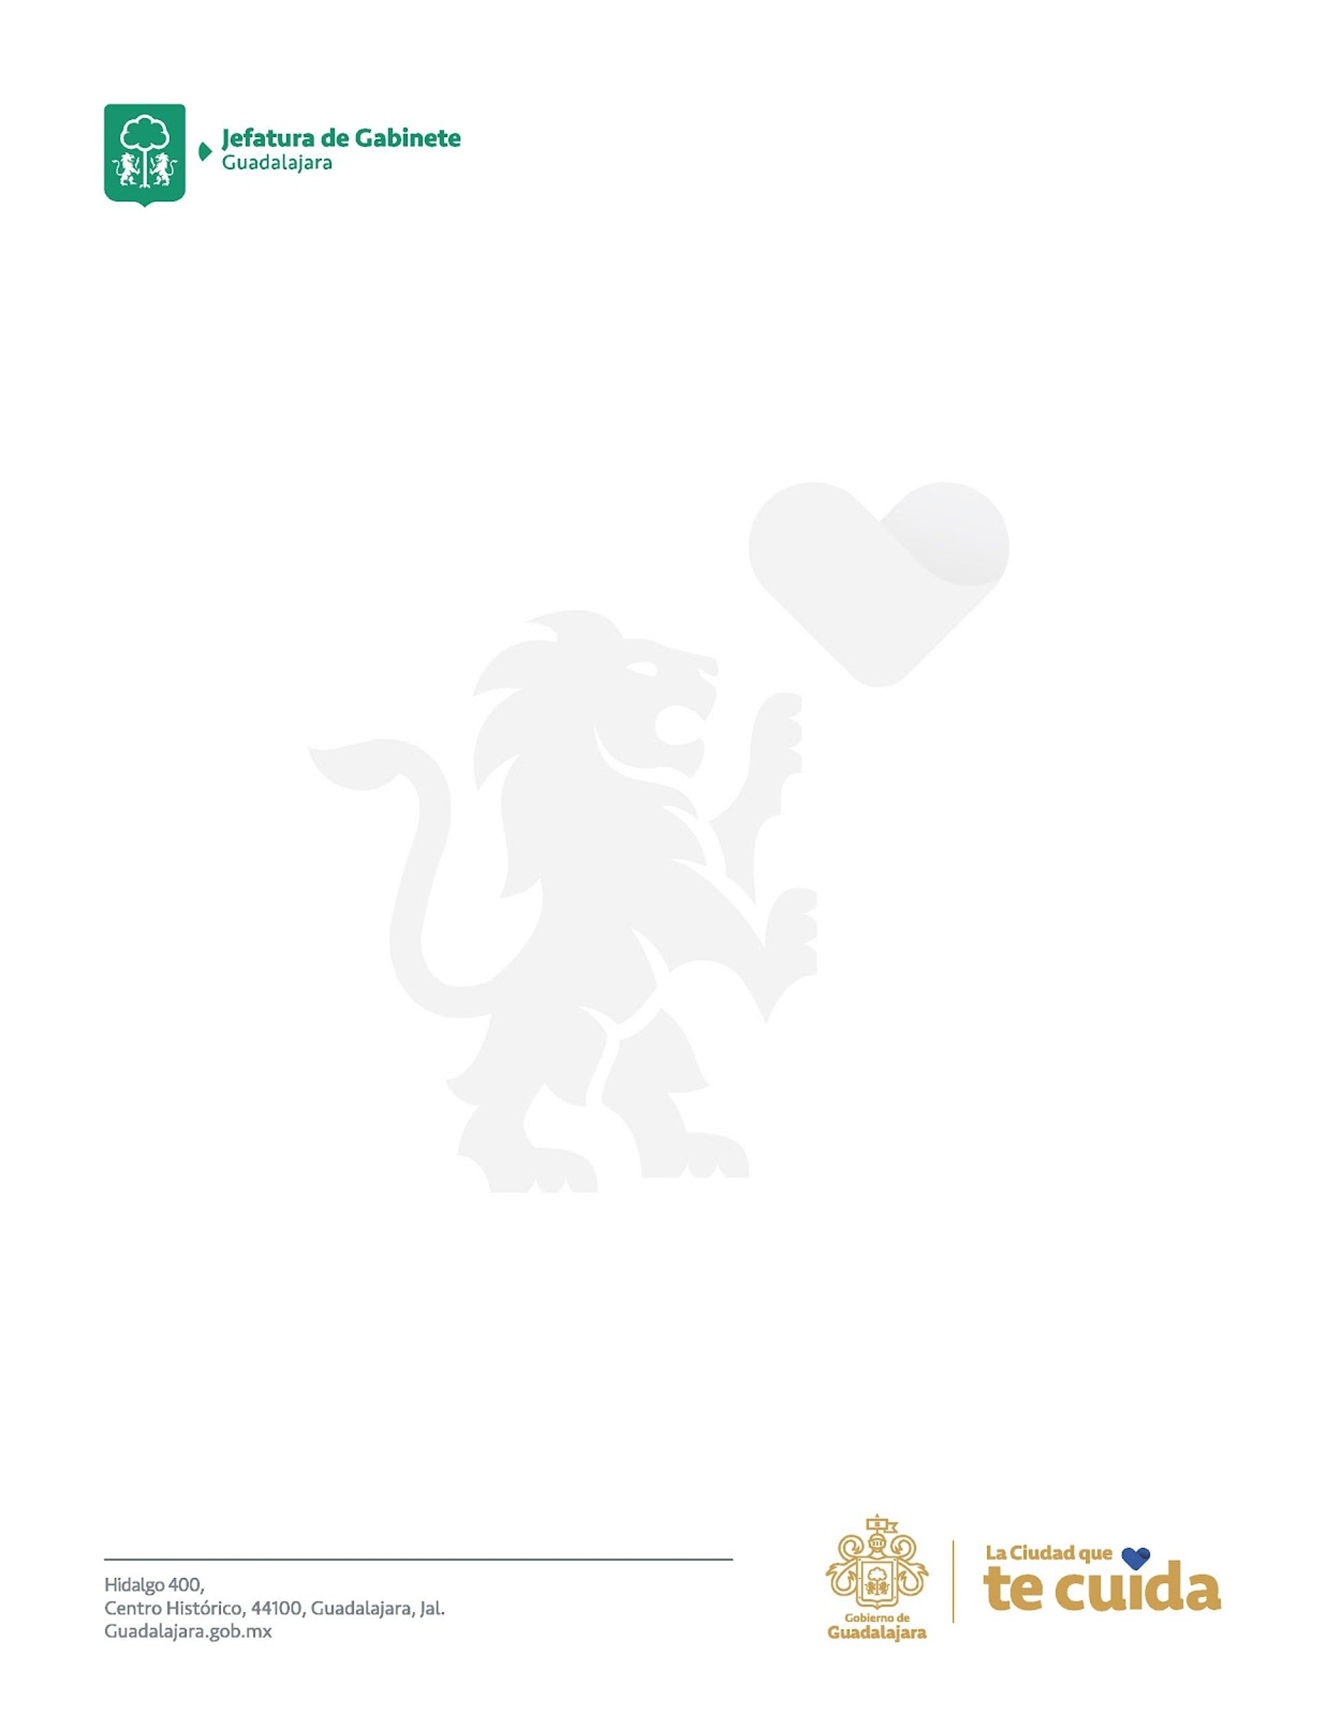 Jefatura de Gabinete
Guadalajara
Hidalgo 400,
Centro Histórico, 44100, Guadalajara, Jal.
Guadalajara.gob.mx
Gobierno de
Guadalajara
La Ciudad que
te cuida